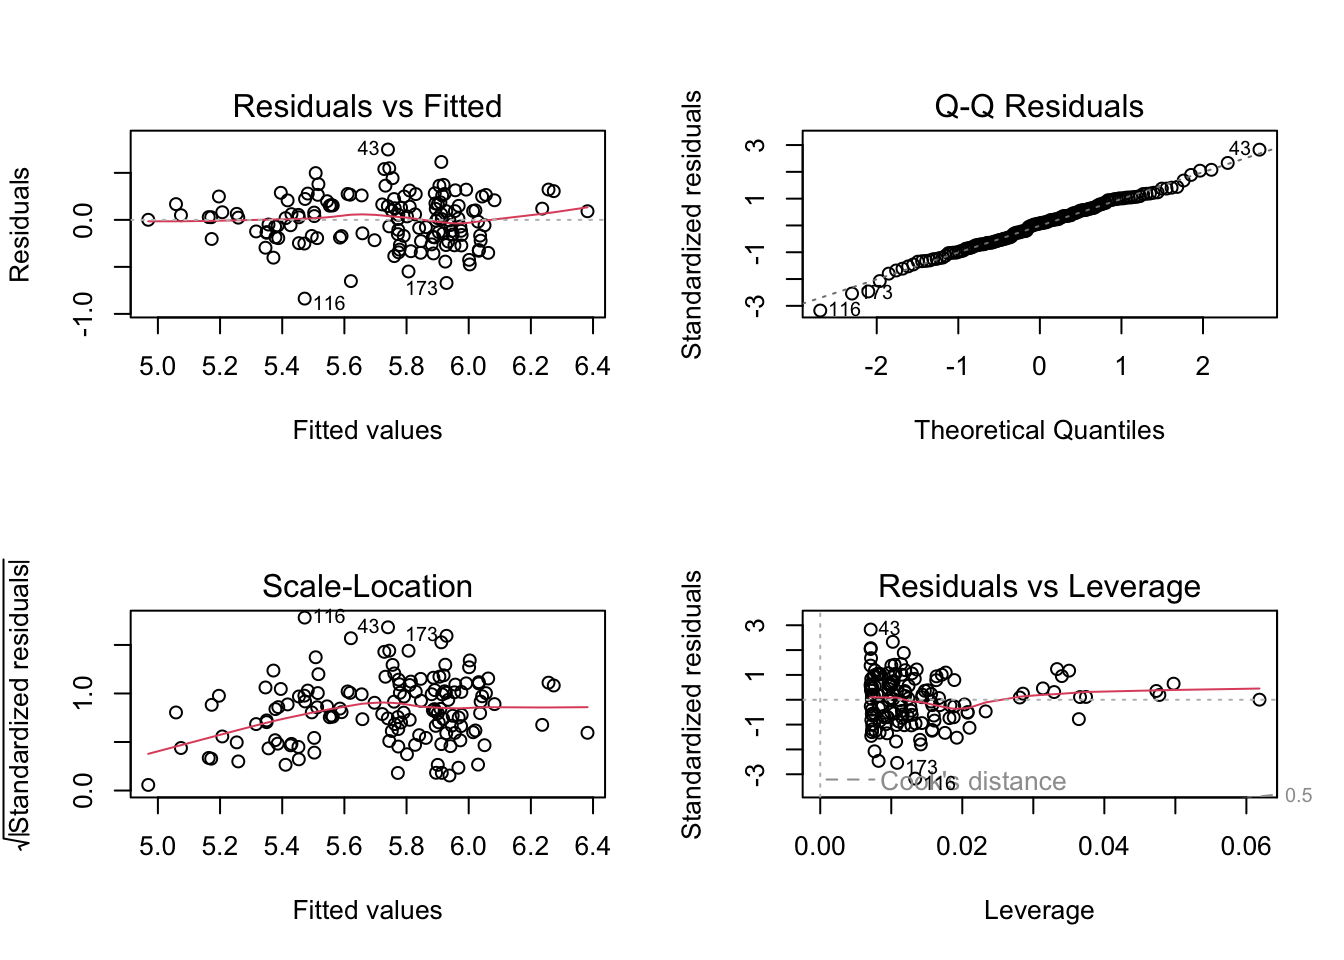 Residuals vs Fitted
Residuals
0.0
-1.0
43
116
173
5.0 5.2 5.4 5.6 5.8 6.0 6.2 6.4
Fitted values
Q-Q Residuals
Standardized residuals
3
1
-1
-3
43
173
116
-2 -1 0 1 2
Theoretical Quantiles
Scale-Location
√|Standardized residuals|
1.0
0.0
116
43
173
5.0 5.2 5.4 5.6 5.8 6.0 6.2 6.4
Fitted values
Residuals vs Leverage
Standardized residuals
3
1
-1
-3
43
173
116
Cook's distance
0.5
0.00 0.02 0.04 0.06
Leverage